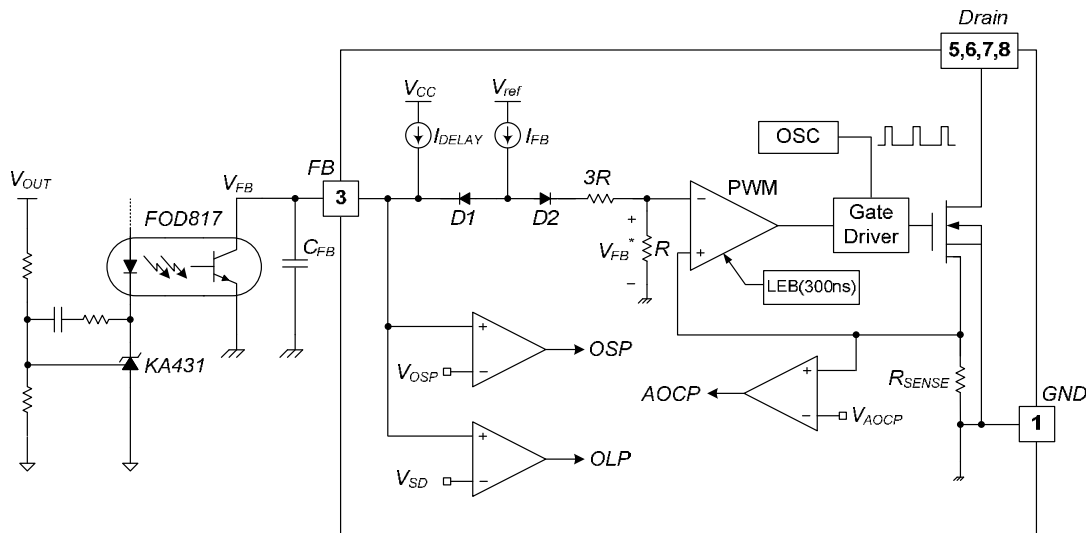 Drain
5,6,7,8
VCC
Vref
IDELAY
IFB
OSC
FB
3
VOUT
VFB
3R
PWM
FOD817
D1
D2
−
Gate
Driver
CFB
+
VFB*
R
−
+
LEB(300ns)
KA431
+
VOSP
−
OSP
AOCP
+
−
VAOCP
RSENSE
GND
1
+
VSD
−
OLP